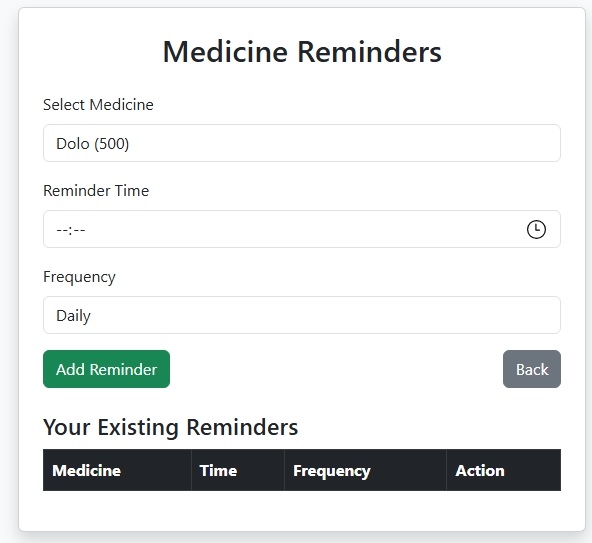 Medicine Reminders
Select Medicine
Dolo (500)
Reminder Time
--:--
Frequency
Daily
Add Reminder Back
Your Existing Reminders
Medicine Time Frequency Action